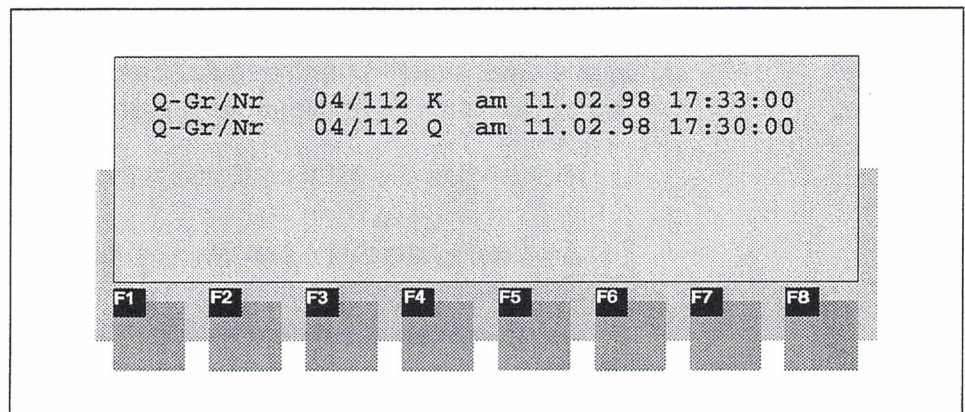 Q-Gr/Nr 04/112 K am 11.02.98 17:33:00
Q-Gr/Nr 04/112 Q am 11.02.98 17:30:00
F1 F2 F3 F4 F5 F6 F7 F8